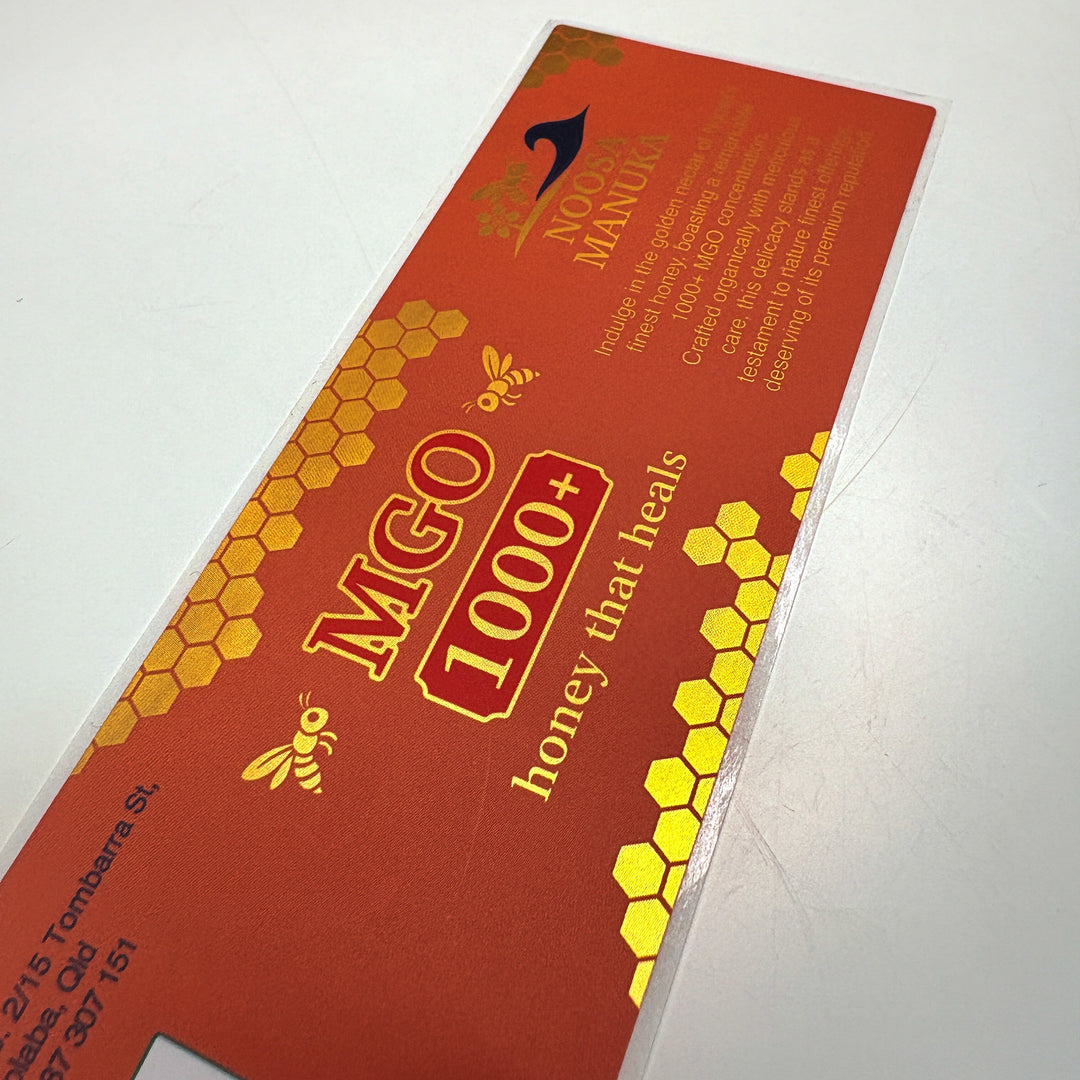 NOOSA
MANUKA
Indulge in the golden nectar of
finest honey, boasting a remarkable
1000+ MGO concentration.
Crafted organically with meticulous
care, this delicacy stands as a
testament to nature finest offering,
deserving of its premium reputation
MGO
1000+
honey that heals
2/15 Tombarra St,
Qld
307 151